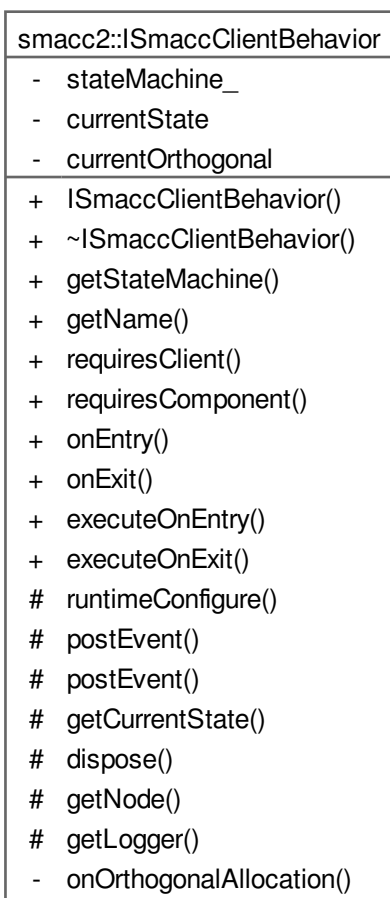 smacc2::ISmaccClientBehavior
- stateMachine_
- currentState
- currentOrthogonal
+ ISmaccClientBehavior()
+ ~ISmaccClientBehavior()
+ getStateMachine()
+ getName()
+ requiresClient()
+ requiresComponent()
+ onEntry()
+ onExit()
+ executeOnEntry()
+ executeOnExit()
# runtimeConfigure()
# postEvent()
# postEvent()
# getCurrentState()
# dispose()
# getNode()
# getLogger()
- onOrthogonalAllocation()